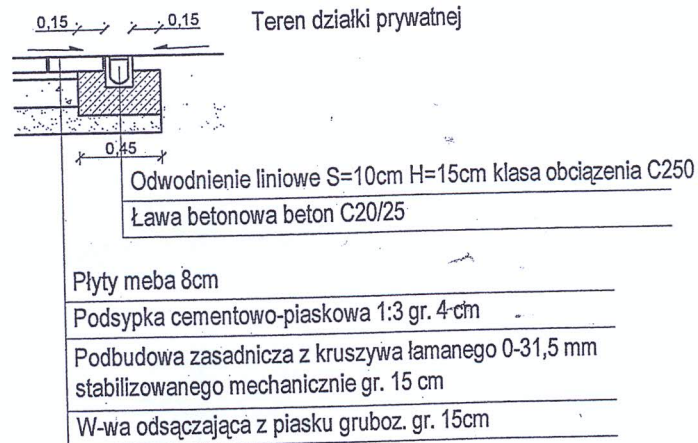 0,15 0,15 Teren działki prywatnej
0,45
Odwodnienie liniowe S=10cm H=15cm klasa obciązenia C250
Ława betonowa beton C20/25
Płyty meba 8cm
Podsypka cementowo-piaskowa 1:3 gr. 4 cm
Podbudowa zasadnicza z kruszywa łamanego 0-31,5 mm
stabilizowanego mechanicznie gr. 15 cm
W-wa odsączająca z piasku gruboz. gr. 15cm